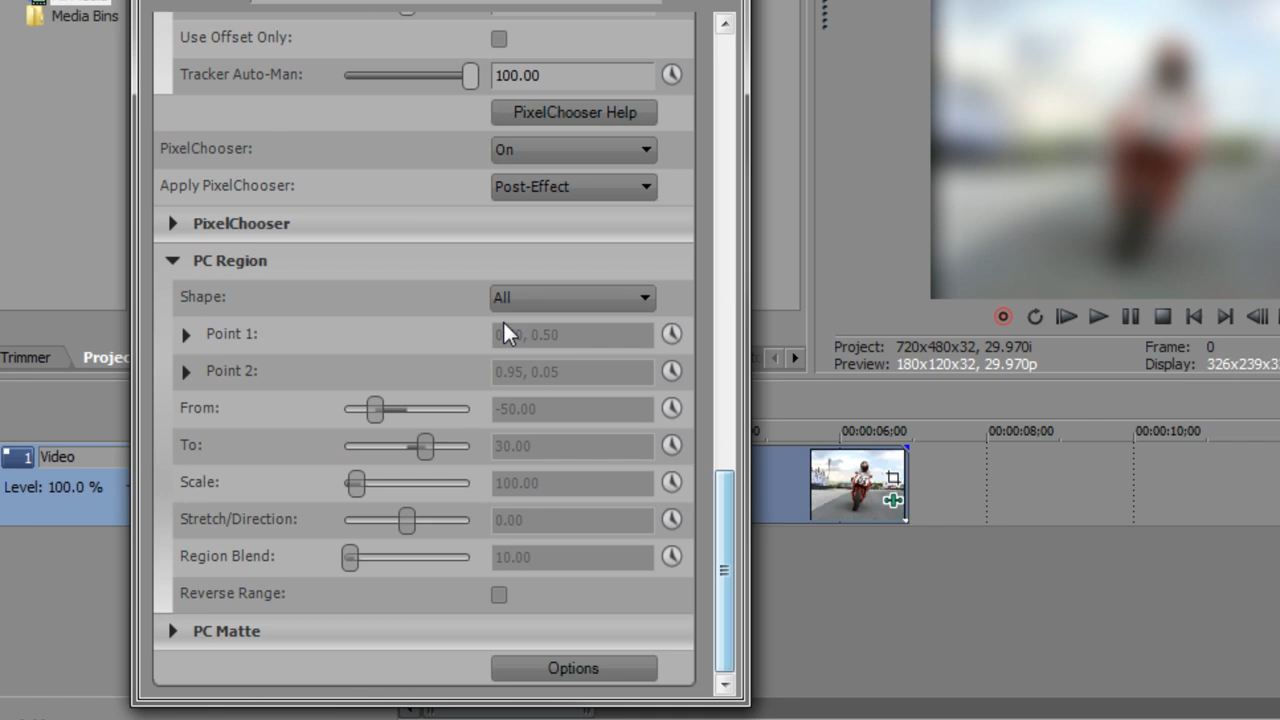 Media Bins
Use Offset Only:
Tracker Auto-Man: 100.00
PixelChooser Help
PixelChooser: On
Apply PixelChooser: Post-Effect
PixelChooser
PC Region
Shape: All
Point 1: 0.50
Point 2: 0.95, 0.05
From: -50.00
To: 30.00
Scale: 100.00
Stretch/Direction: 0.00
Region Blend: 10.00
Reverse Range:
PC Matte
Options
Trimmer
Project: 720x480x32, 29.970i
Frame: 0
Preview: 180x120x32, 29.970p
Display:
00:00:06;00
00:00:08;00
00:00:10;00
1 Video
Level: 100.0 %